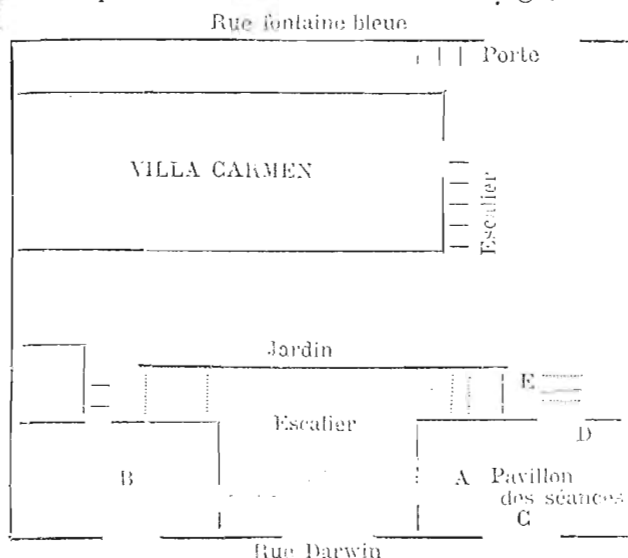 Rue fontaine bleue
Porte
VILLA CARMEN
Escalier
Jardin
E
Escalier
D
B
A Pavillon
des séances
C
Rue Darwin